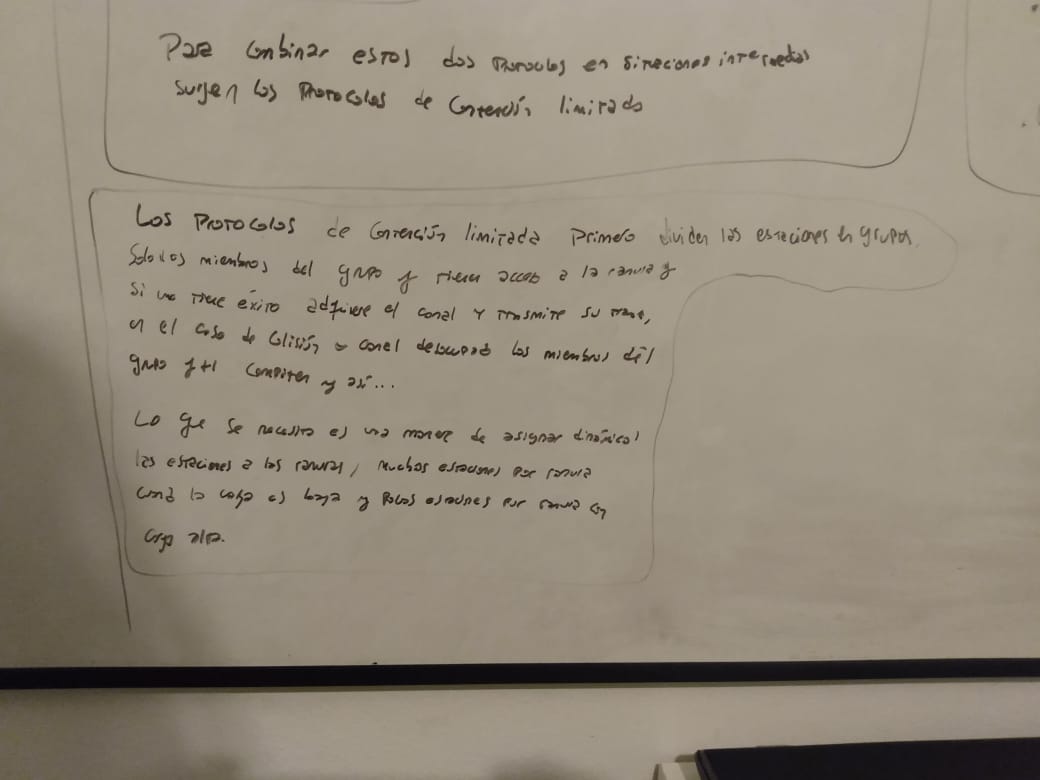 Para combinar estos dos protocolos en situaciones intermedias
surgen los protocolos de Contención limitada
Los Protocolos de Contención limitada primero dividen las estaciones en grupos.
Solo los miembros del grupo j tienen acceso a la ranura j
Si uno tiene éxito adquiere el canal y transmite su trama,
en el caso de colisión o canal desocupado los miembros del
grupo j+1 compiten y así...
Lo que se necesita es una manera de asignar dinámica
las estaciones a las ranuras, muchas estaciones por ranura
cuando la carga es baja y pocas estaciones por ranura con
carga alta.